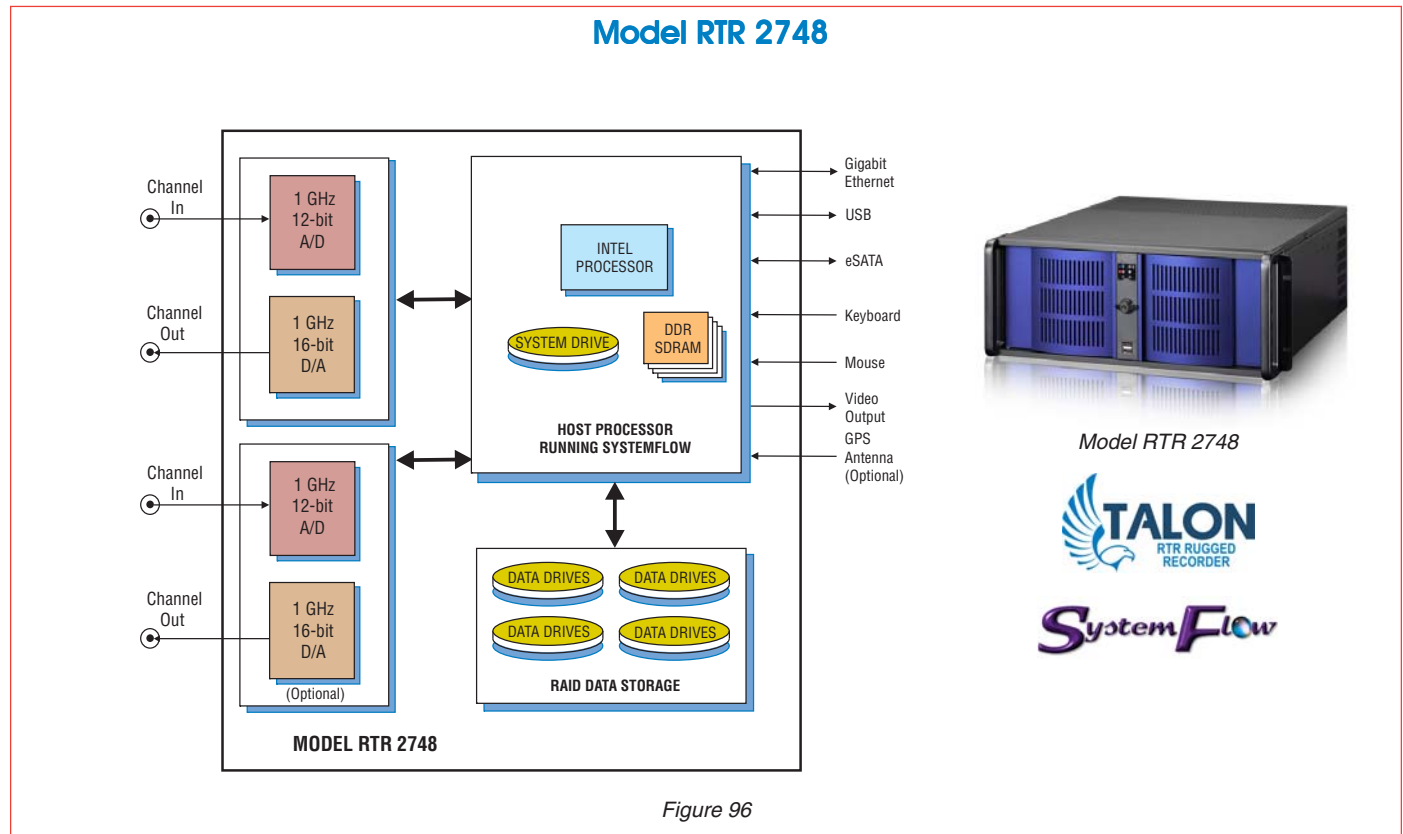 Model RTR 2748
Channel
In
1 GHz
12-bit
A/D
Channel
Out
1 GHz
16-bit
D/A
Channel
In
1 GHz
12-bit
A/D
Channel
Out
1 GHz
16-bit
D/A
(Optional)
INTEL
PROCESSOR
SYSTEM DRIVE
DDR
SDRAM
HOST PROCESSOR
RUNNING SYSTEMFLOW
DATA DRIVES
DATA DRIVES
DATA DRIVES
DATA DRIVES
RAID DATA STORAGE
MODEL RTR 2748
Gigabit
Ethernet
USB
eSATA
Keyboard
Mouse
Video
Output
GPS
Antenna
(Optional)
Model RTR 2748
TALON
RTR RUGGED
RECORDER
SystemFlow
Figure 96